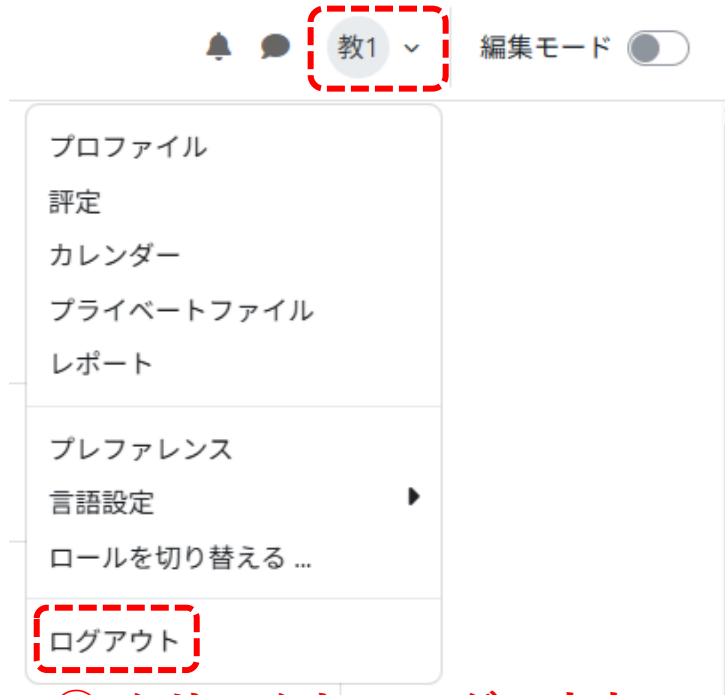 教1 編集モード
プロファイル
評定
カレンダー
プライベートファイル
レポート
プレファレンス
言語設定
ロールを切り替える ...
ログアウト